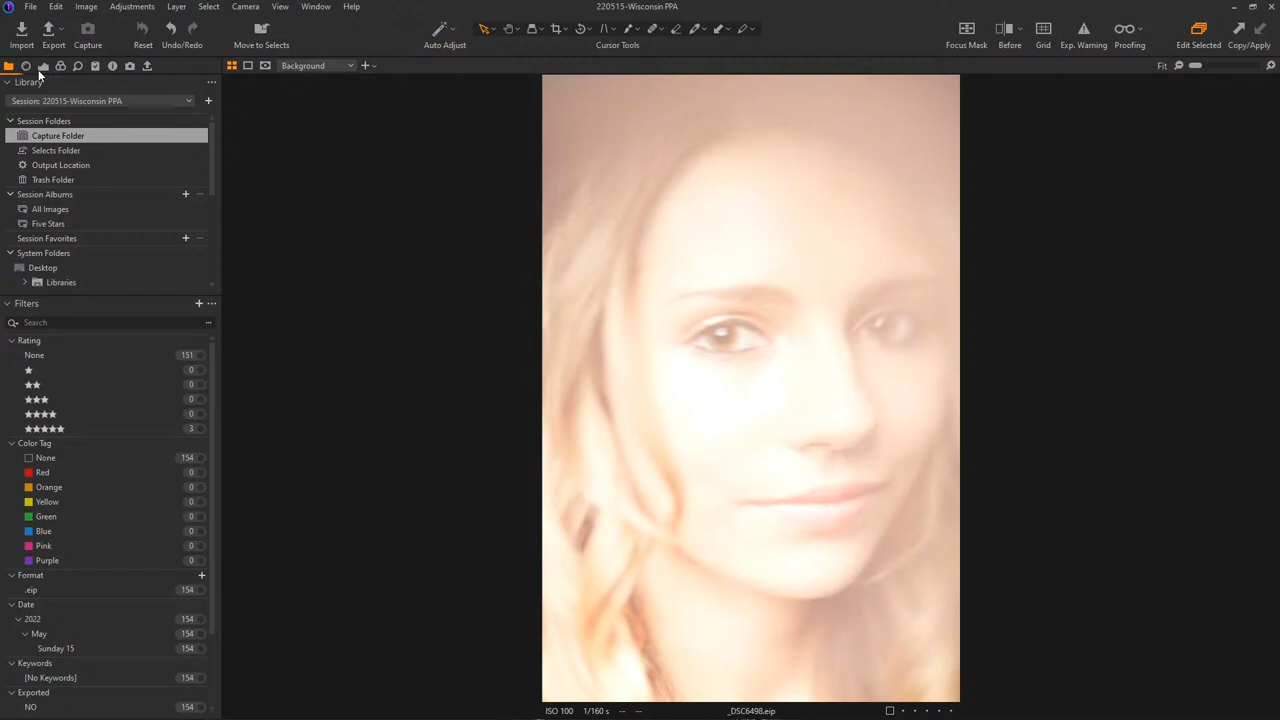 File Edit Image Adjustments Layer Select Camera View Window Help
220515-Wisconsin PPA
Import Export Capture Reset Undo/Redo Move to Selects Auto Adjust Cursor Tools Focus Mask Before Grid Exp. Warning Proofing Edit Selected Copy/Apply
Background
Fit
Library
Session: 220515-Wisconsin PPA
Session Folders
Capture Folder
Selects Folder
Output Location
Trash Folder
Session Albums
All Images
Five Stars
Session Favorites
System Folders
Desktop
Libraries
Filters
Search
Rating
None 151
★ 0
★★ 0
★★★ 0
★★★★ 0
★★★★★ 3
Color Tag
None 154
Red 0
Orange 0
Yellow 0
Green 0
Blue 0
Pink 0
Purple 0
Format
.eip 154
Date
2022 154
May 154
Sunday 15 154
Keywords
[No Keywords] 154
Exported
NO 154
ISO 100 1/160 s -- -- _DSC6498.eip